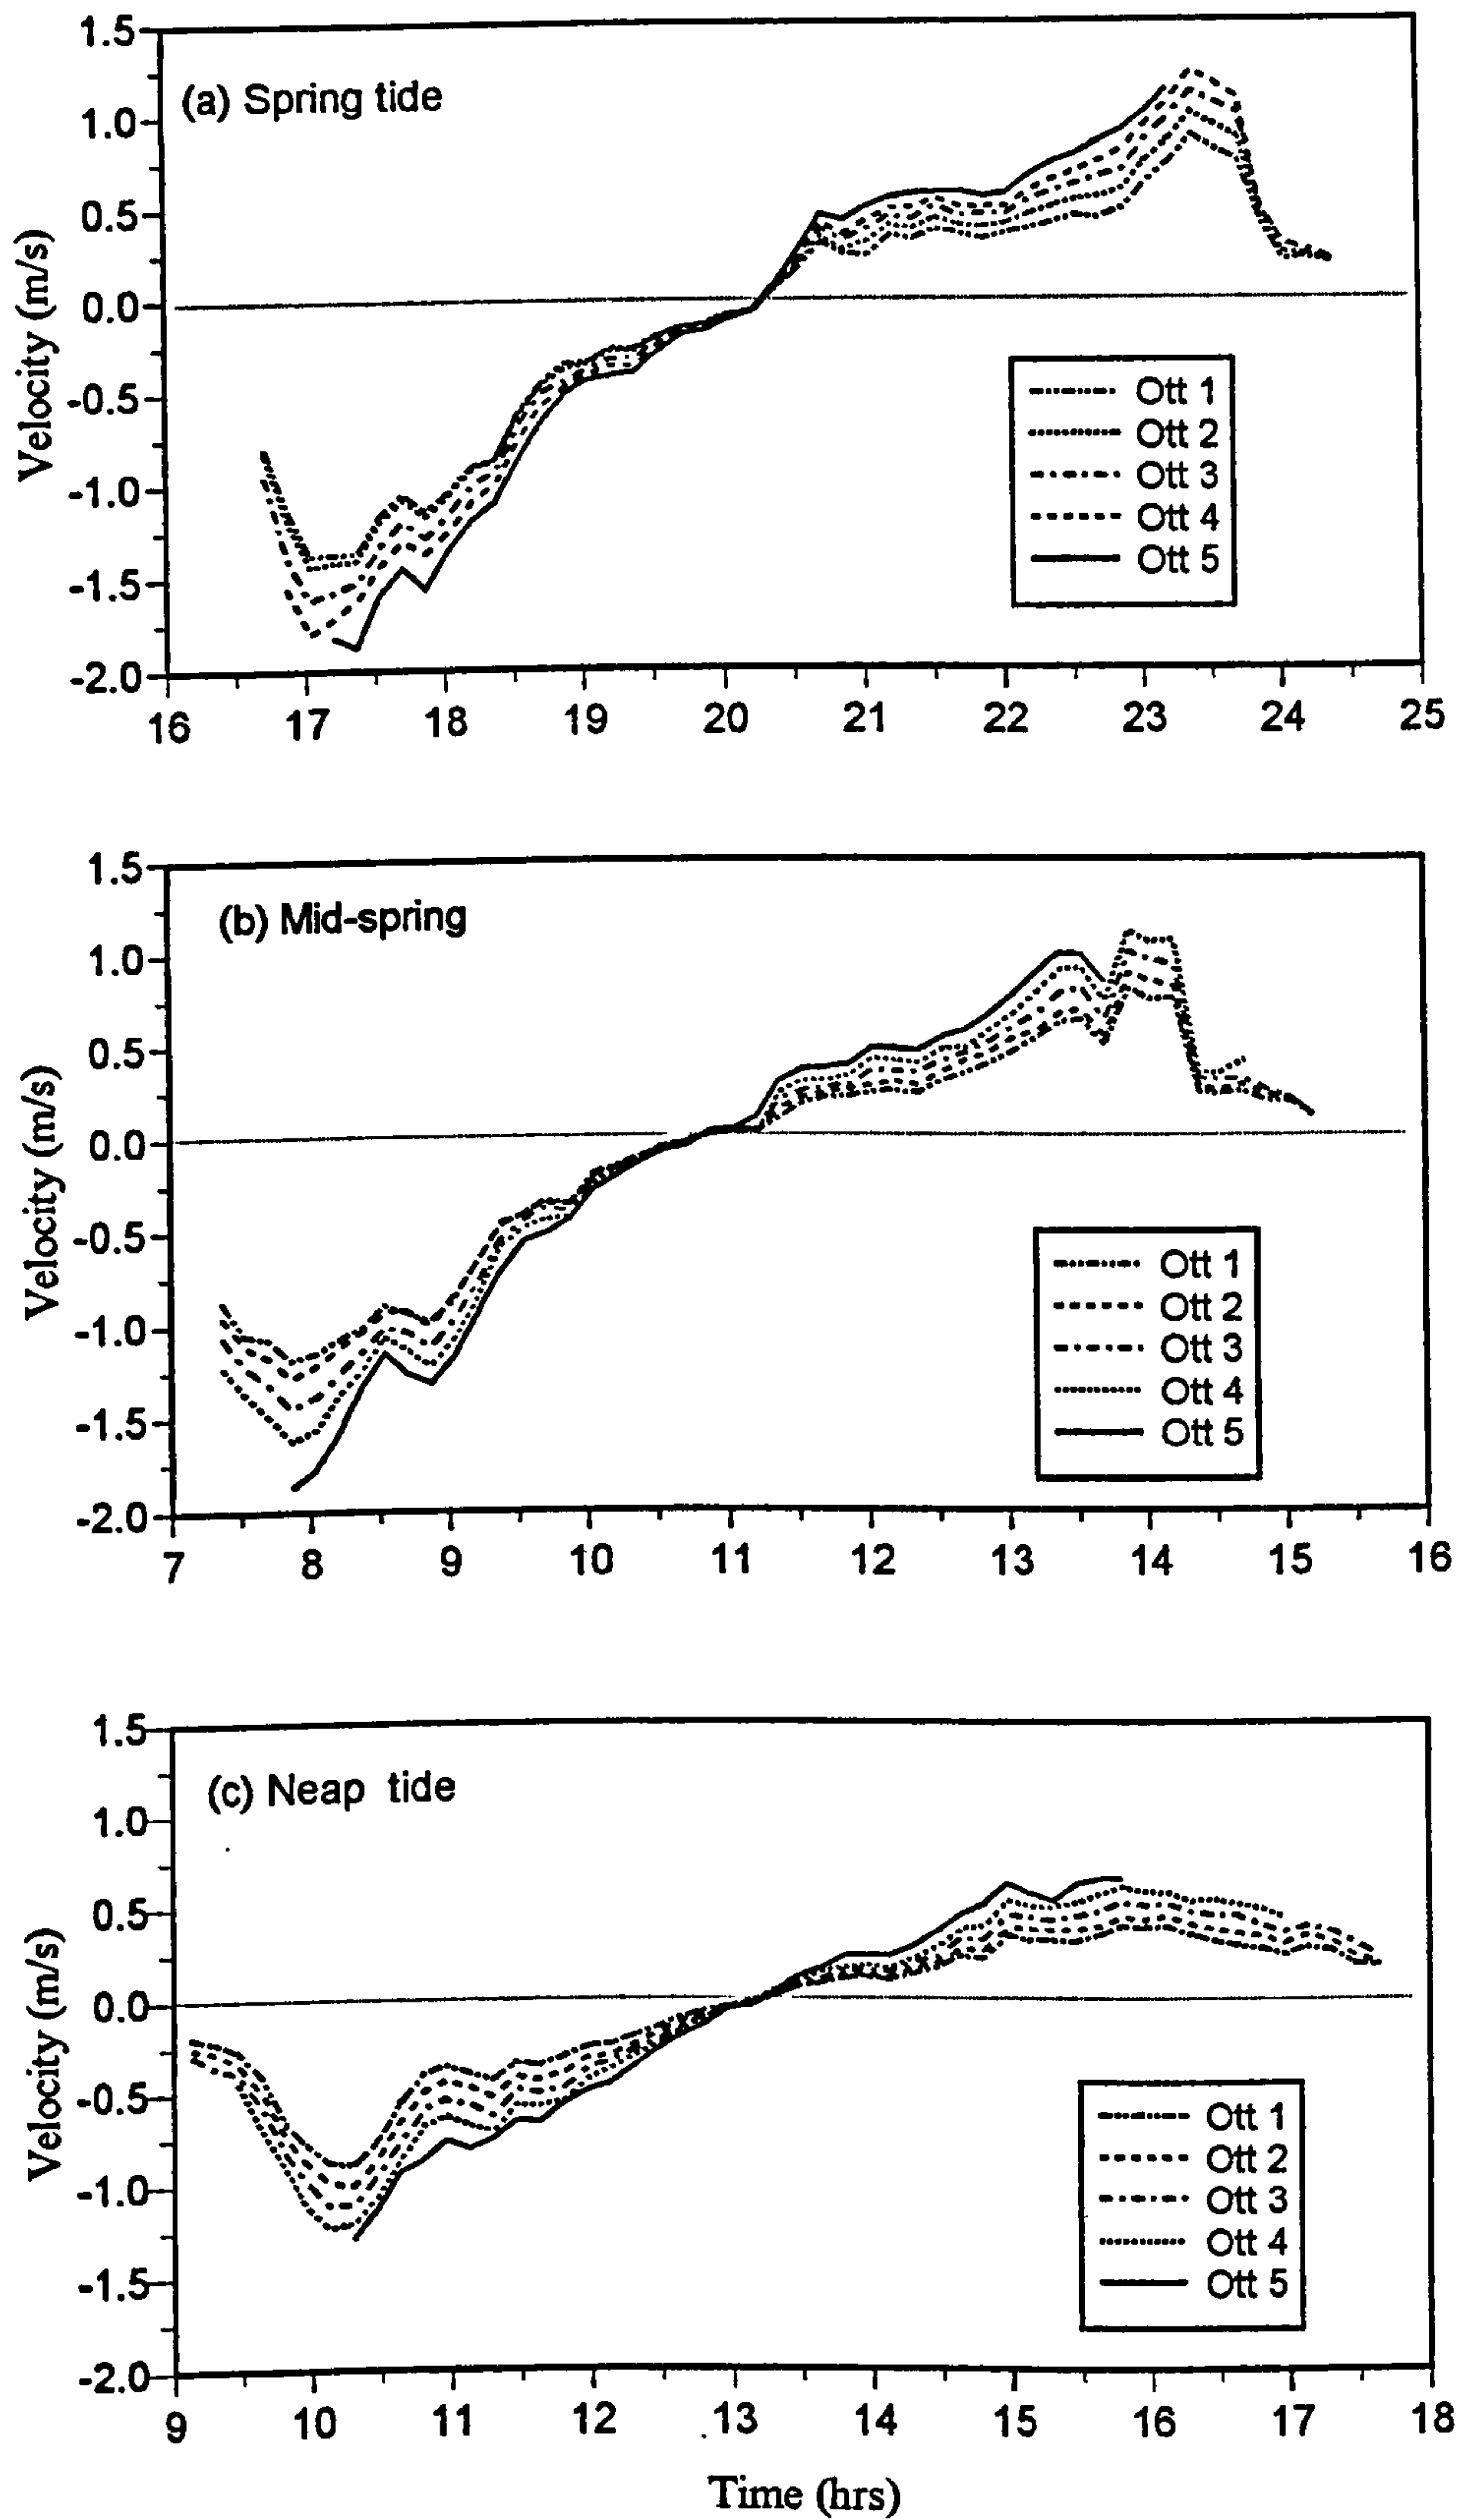 1.5
(a) Spring tide
1.0
0.5
0.0
-0.5
-1.0
-1.5
-2.0
Velocity (m/s)
Ott 1
Ott 2
Ott 3
Ott 4
Ott 5
16 17 18 19 20 21 22 23 24 25
1.5
(b) Mid-spring
1.0
0.5
0.0
-0.5
-1.0
-1.5
-2.0
Velocity (m/s)
Ott 1
Ott 2
Ott 3
Ott 4
Ott 5
7 8 9 10 11 12 13 14 15 16
1.5
(c) Neap tide
1.0
0.5
0.0
-0.5
-1.0
-1.5
-2.0
Velocity (m/s)
Ott 1
Ott 2
Ott 3
Ott 4
Ott 5
9 10 11 12 13 14 15 16 17 18
Time (hrs)